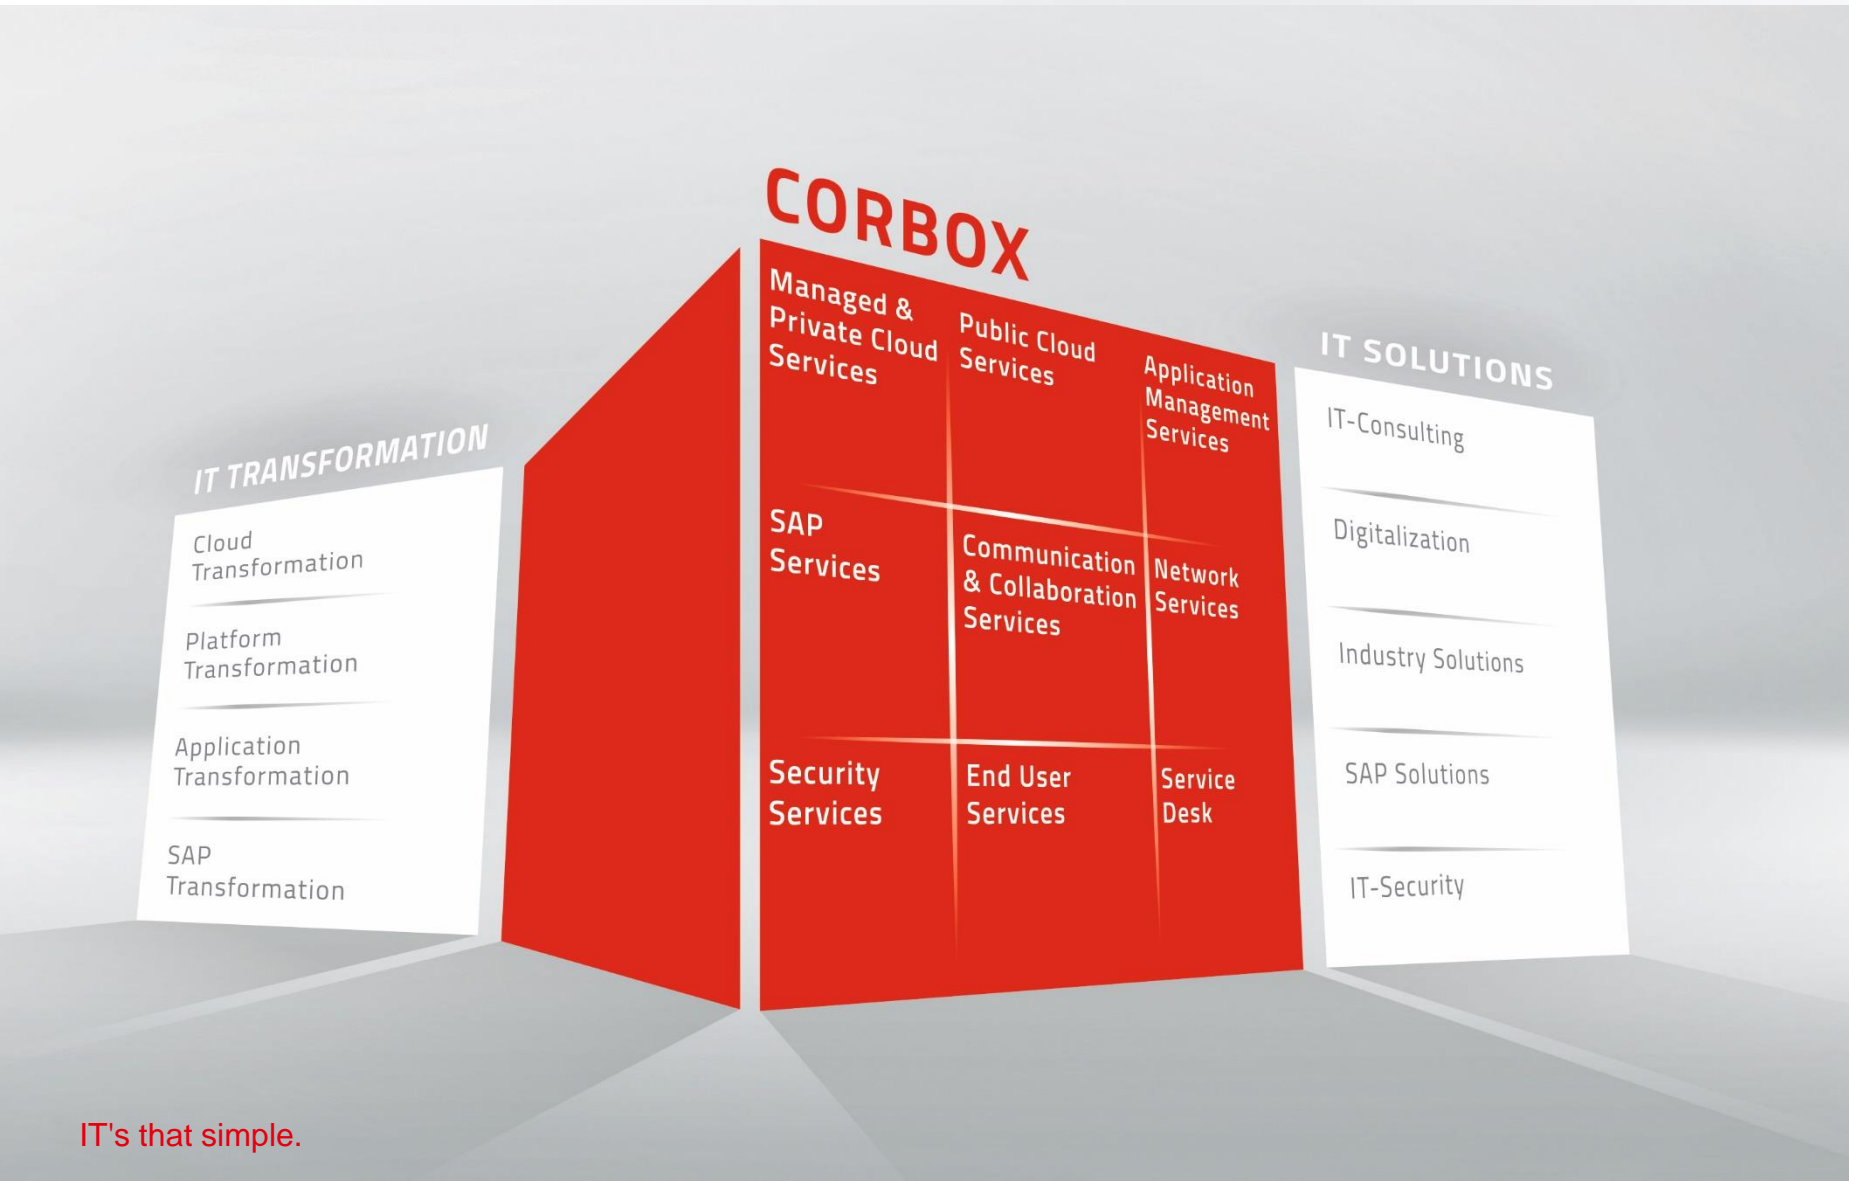 CORBOX
Managed &
Private Cloud
Services
Public Cloud
Services
Application
Management
Services
SAP
Services
Communication
& Collaboration
Services
Network
Services
Security
Services
End User
Services
Service
Desk
IT TRANSFORMATION
Cloud
Transformation
Platform
Transformation
Application
Transformation
SAP
Transformation
IT SOLUTIONS
IT-Consulting
Digitalization
Industry Solutions
SAP Solutions
IT-Security
IT's that simple.